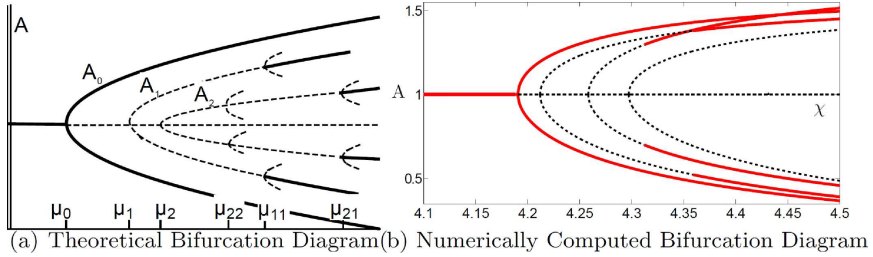 A
A₀
A₁
A₂
μ₀ μ₁ μ₂ μ₂₂ μ₁₁ μ₂₁
(a) Theoretical Bifurcation Diagram
1.5
A 1
0.5
χ
4.1 4.15 4.2 4.25 4.3 4.35 4.4 4.45 4.5
(b) Numerically Computed Bifurcation Diagram